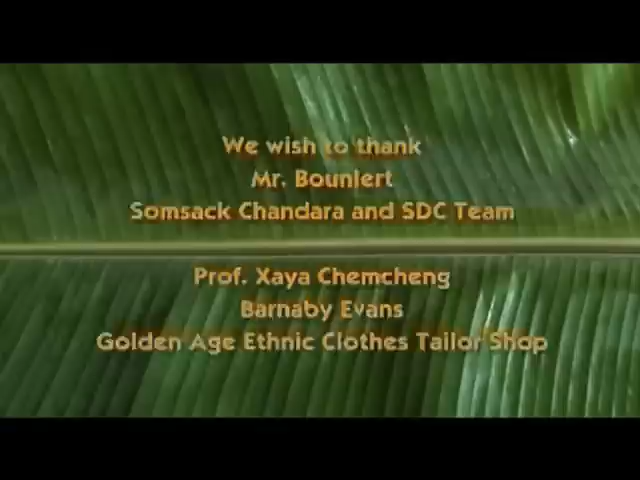 We wish to thank
Mr. Bounlert
Somsack Chandara and SDC Team
Prof. Xaya Chemcheng
Barnaby Evans
Golden Age Ethnic Clothes Tailor Shop